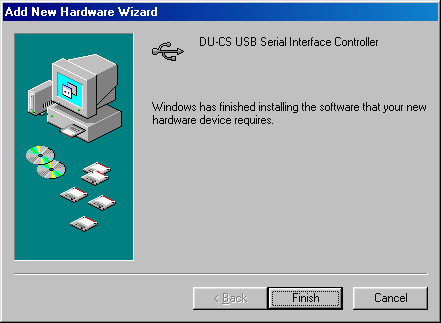 Add New Hardware Wizard
DU-CS USB Serial Interface Controller
Windows has finished installing the software that your new
hardware device requires.
< Back
Finish
Cancel